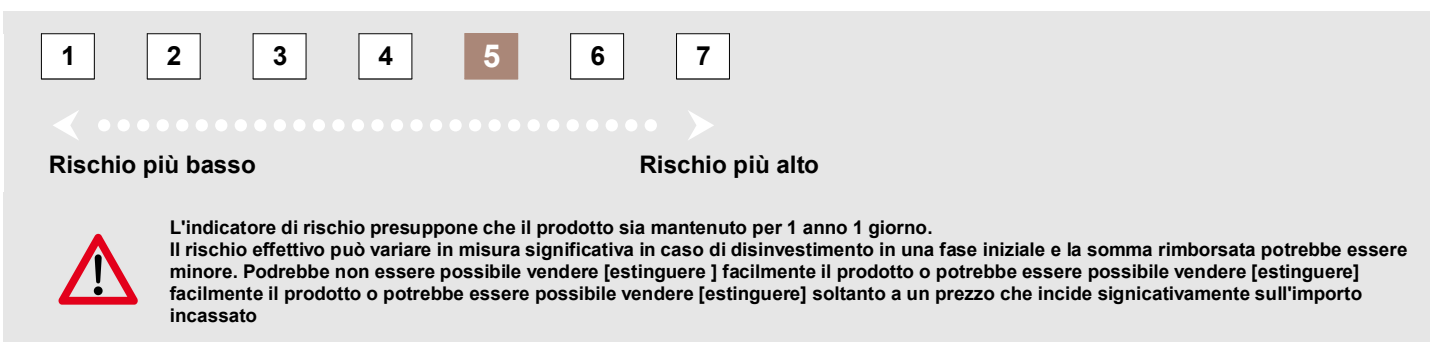 1 2 3 4 5 6 7
Rischio più basso Rischio più alto
L'indicatore di rischio presuppone che il prodotto sia mantenuto per 1 anno 1 giorno.
Il rischio effettivo può variare in misura significativa in caso di disinvestimento in una fase iniziale e la somma rimborsata potrebbe essere
minore. Podrebbe non essere possibile vendere [estinguere ] facilmente il prodotto o potrebbe essere possibile vendere [estinguere]
facilmente il prodotto o potrebbe essere possibile vendere [estinguere] soltanto a un prezzo che incide signicativamente sull'importo
incassato